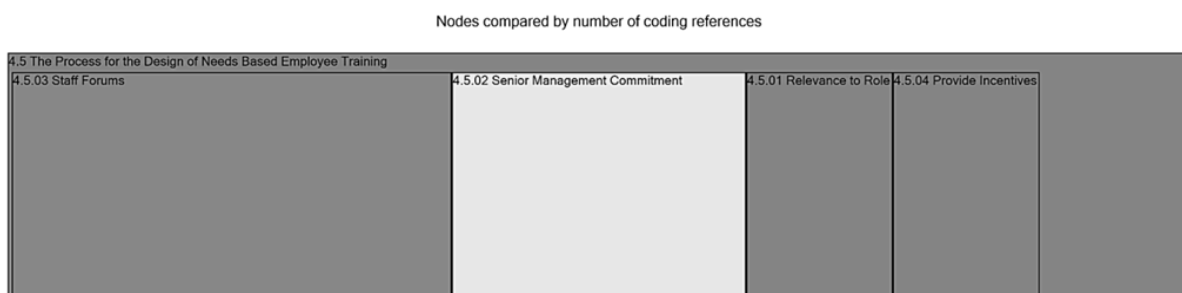 Nodes compared by number of coding references
4.5 The Process for the Design of Needs Based Employee Training
4.5.03 Staff Forums
4.5.02 Senior Management Commitment
4.5.01 Relevance to Role
4.5.04 Provide Incentives